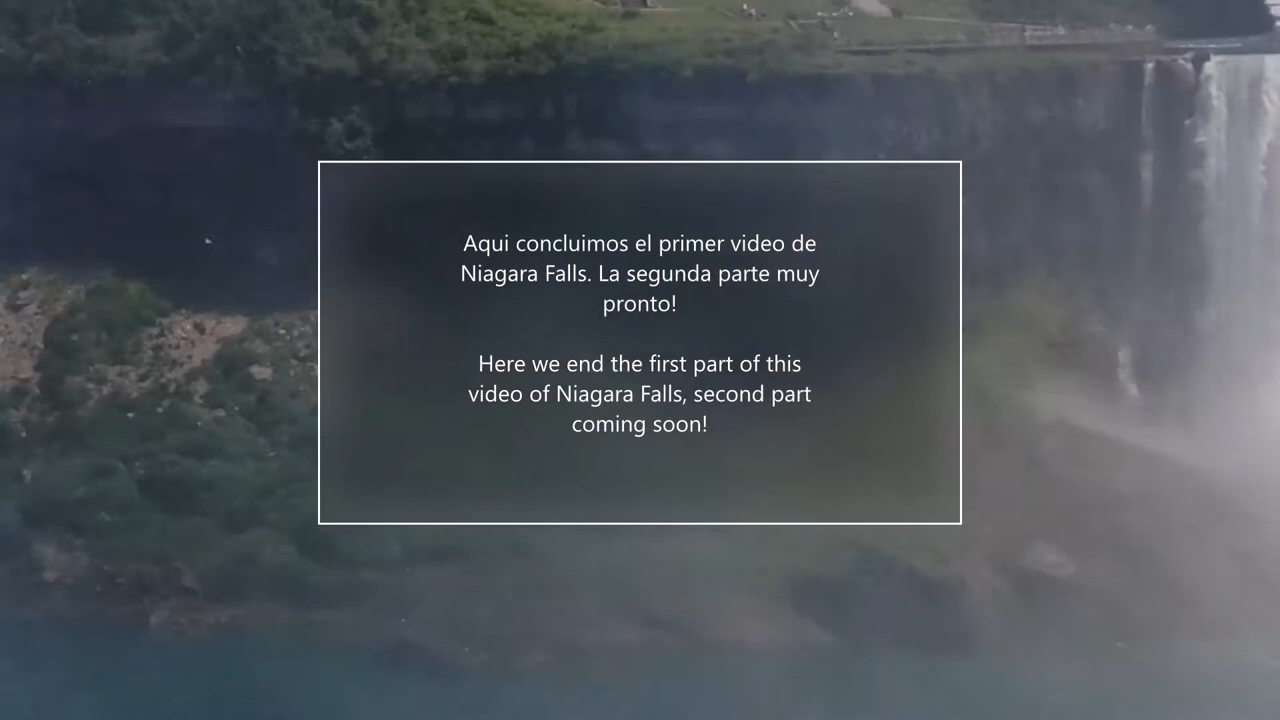 Aqui concluimos el primer video de
Niagara Falls. La segunda parte muy
pronto!
Here we end the first part of this
video of Niagara Falls, second part
coming soon!